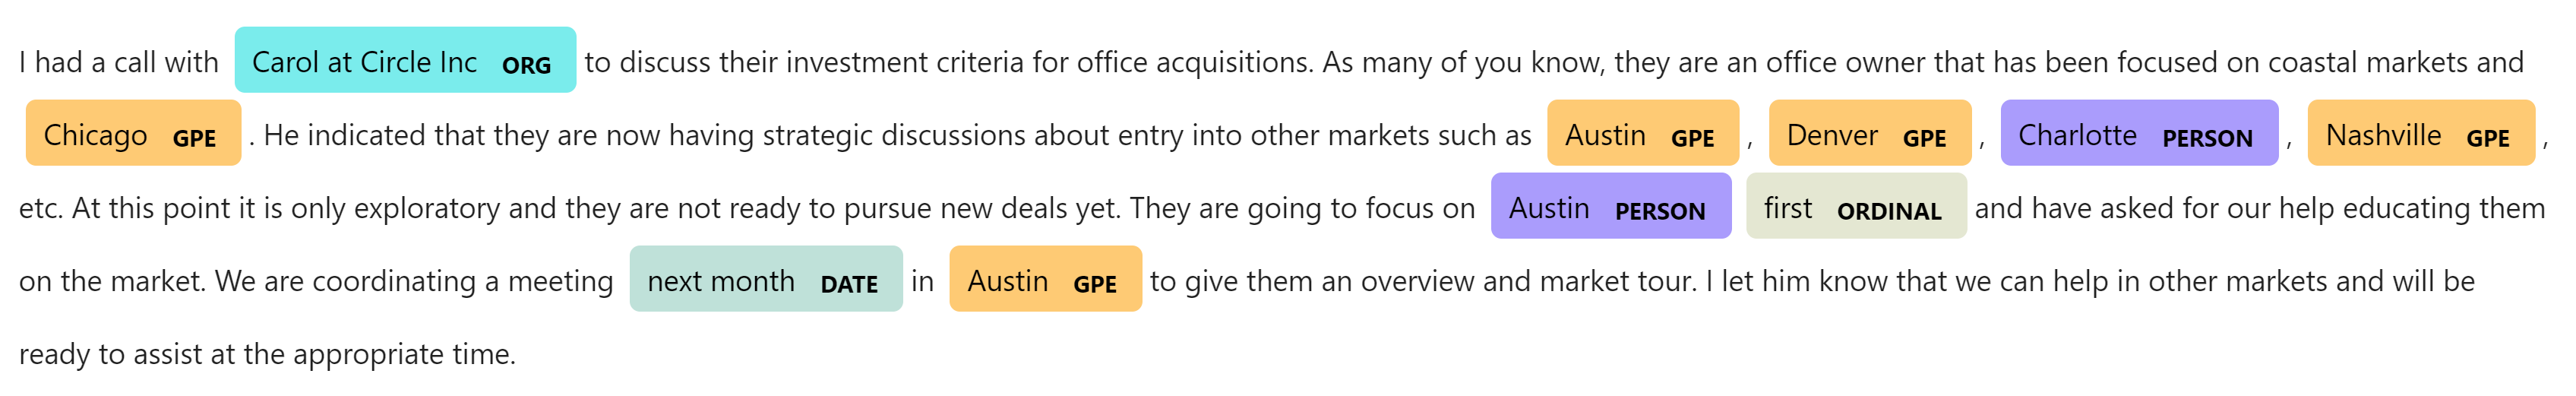 I had a call with Carol at Circle Inc ORG to discuss their investment criteria for office acquisitions. As many of you know, they are an office owner that has been focused on coastal markets and
Chicago GPE . He indicated that they are now having strategic discussions about entry into other markets such as Austin GPE , Denver GPE , Charlotte PERSON , Nashville GPE ,
etc. At this point it is only exploratory and they are not ready to pursue new deals yet. They are going to focus on Austin PERSON first ORDINAL and have asked for our help educating them
on the market. We are coordinating a meeting next month DATE in Austin GPE to give them an overview and market tour. I let him know that we can help in other markets and will be
ready to assist at the appropriate time.